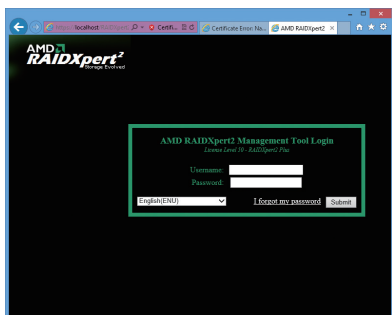 localhost
Certifi...
Certificate Error: Na...
AMD RAIDXpert2
AMD
RAIDXpert2
Storage Evolved
AMD RAIDXpert2 Management Tool Login
License Level 10 - RAIDXpert2 Plus
Username:
Password:
English(ENU)
I forgot my password
Submit